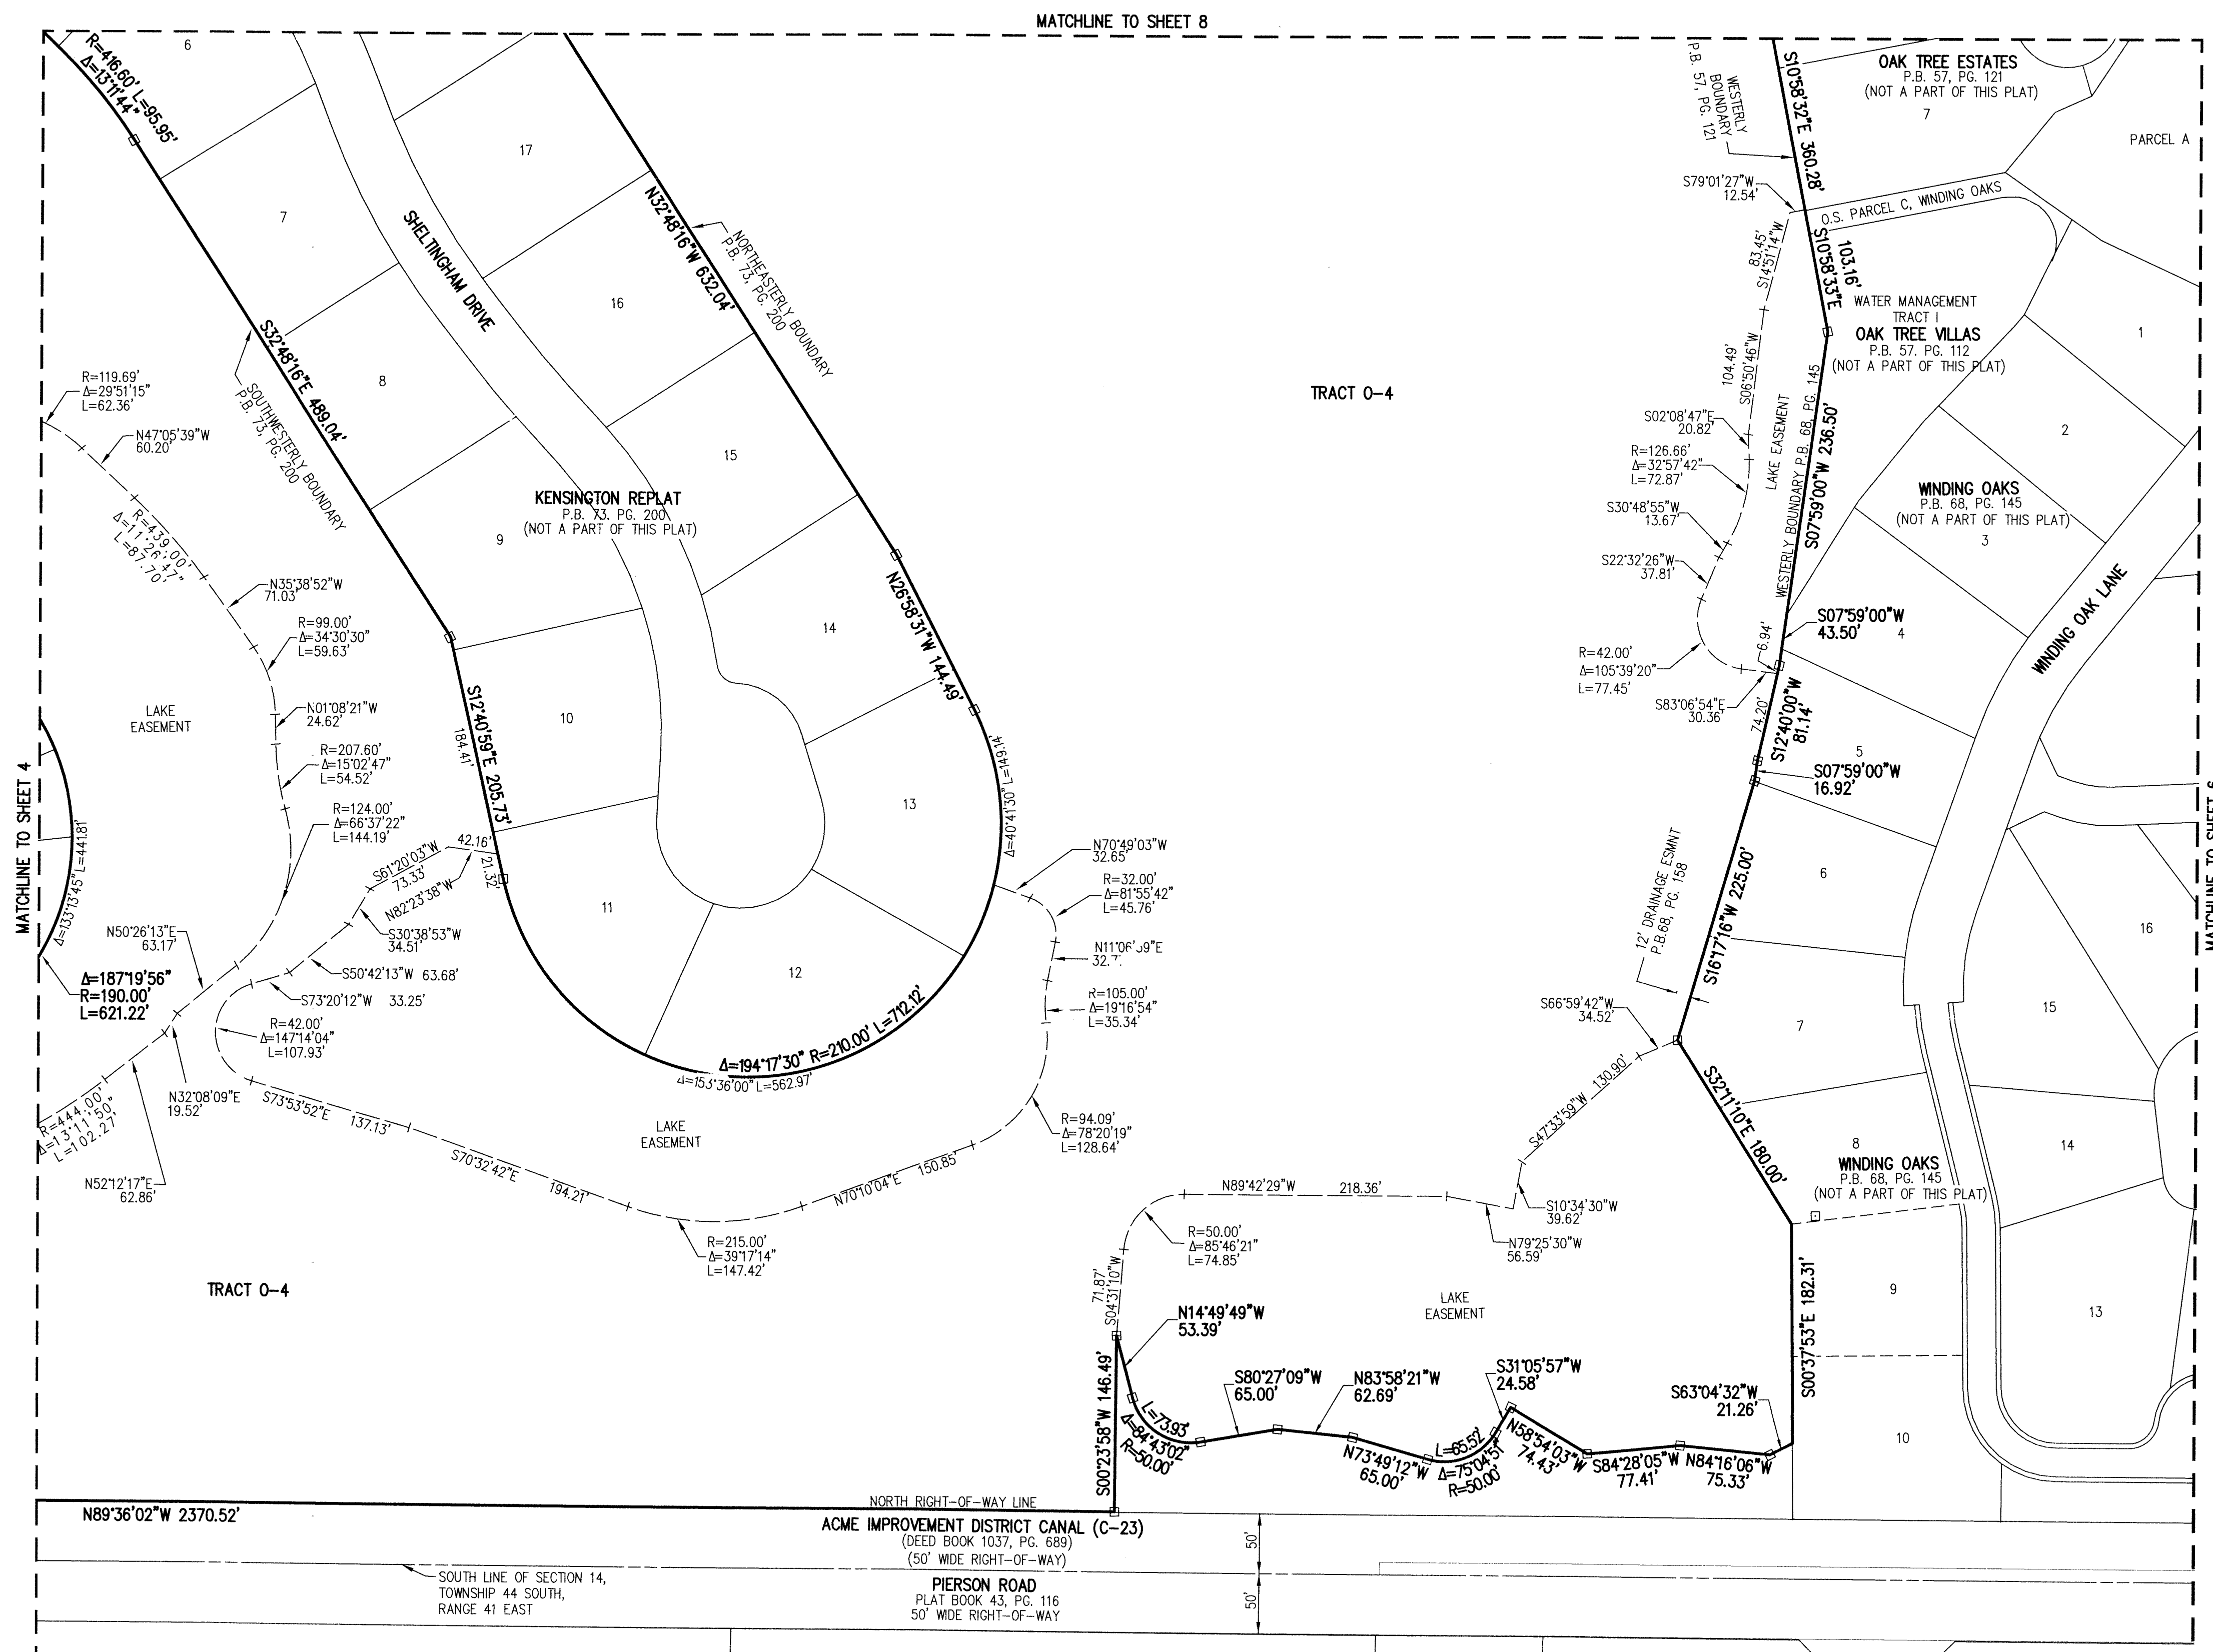 MATCHLINE TO SHEET 8
R=416.60' L=95.95'
Δ=13°11'44"
6
7
8
9
10
11
12
13
14
15
16
17
SHELTINGHAM DRIVE
N32°48'16"W 632.04'
NORTHEASTERLY BOUNDARY
P.B. 73, PG. 200
S32°48'16"E 489.04'
SOUTHWESTERLY BOUNDARY
P.B. 73, PG. 200
KENSINGTON REPLAT
P.B. 73. PG. 200
(NOT A PART OF THIS PLAT)
N26°58'31"W 144.49'
S12°40'59"E 205.73'
184.41'
21.32'
Δ=40°41'30" L=149.14'
Δ=194°17'30" R=210.00' L=712.12'
Δ=153°36'00" L=562.97'
R=119.69'
Δ=29°51'15"
L=62.36'
N47°05'39"W
60.20'
R=439.00'
Δ=11°26'47"
L=87.70'
N35°38'52"W
71.03'
R=99.00'
Δ=34°30'30"
L=59.63'
N01°08'21"W
24.62'
R=207.60'
Δ=15°02'47"
L=54.52'
R=124.00'
Δ=66°37'22"
L=144.19'
LAKE
EASEMENT
MATCHLINE TO SHEET 4
Δ=133°13'45" L=441.81'
Δ=187°19'56"
R=190.00'
L=621.22'
N50°26'13"E
63.17'
S61°20'03"W
73.33'
42.16'
N82°23'38"W
S30°38'53"W
34.51'
S50°42'13"W 63.68'
S73°20'12"W 33.25'
R=42.00'
Δ=147°14'04"
L=107.93'
N32°08'09"E
19.52'
R=444.00'
Δ=13°11'50"
L=102.27'
N52°12'17"E
62.86'
S73°53'52"E
137.13'
S70°32'42"E
194.21'
LAKE
EASEMENT
R=215.00'
Δ=39°17'14"
L=147.42'
N70°10'04"E 150.85'
R=94.09'
Δ=78°20'19"
L=128.64'
R=105.00'
Δ=19°16'54"
L=35.34'
R=32.00'
Δ=81°55'42"
L=45.76'
N70°49'03"W
32.65'
TRACT O-4
TRACT O-4
WESTERLY
BOUNDARY
P.B. 57, PG. 121
S10°58'32"E 360.28'
OAK TREE ESTATES
P.B. 57, PG. 121
(NOT A PART OF THIS PLAT)
7
PARCEL A
S79°01'27"W
12.54'
O.S. PARCEL C, WINDING OAKS
S10°58'33"E
103.16'
83.45'
S14°51'14"W
WATER MANAGEMENT
TRACT I
OAK TREE VILLAS
P.B. 57. PG. 112
(NOT A PART OF THIS PLAT)
104.49'
S06°50'46"W
S02°08'47"E
20.82'
R=126.66'
Δ=32°57'42"
L=72.87'
S30°48'55"W
13.67'
S22°32'26"W
37.81'
R=42.00'
Δ=105°39'20"
L=77.45'
LAKE EASEMENT
WESTERLY BOUNDARY P.B. 68, PG. 145
S07°59'00"W 236.50'
WINDING OAKS
P.B. 68, PG. 145
(NOT A PART OF THIS PLAT)
1
2
3
4
5
6
7
8
9
10
13
14
15
16
WINDING OAK LANE
S07°59'00"W
43.50'
6.94'
S83°06'54"E
30.36'
74.20'
S12°40'00"W
81.14'
S07°59'00"W
16.92'
S16°17'16"W 225.00'
12' DRAINAGE ESMNT
P.B.68, PG. 158
S66°59'42"W
34.52'
S47°33'59"W 130.90'
S32°11'10"E 180.00'
WINDING OAKS
P.B. 68, PG. 145
(NOT A PART OF THIS PLAT)
N89°42'29"W 218.36'
S10°34'30"W
39.62'
N79°25'30"W
56.59'
R=50.00'
Δ=85°46'21"
L=74.85'
71.87'
S04°31'10"W
LAKE
EASEMENT
N14°49'49"W
53.39'
S00°23'58"W 146.49'
L=73.93'
Δ=84°43'02"
R=50.00'
S80°27'09"W
65.00'
N83°58'21"W
62.69'
N73°49'12"W
65.00'
L=65.52'
Δ=75°04'51"
R=50.00'
S31°05'57"W
24.58'
N58°54'03"W
74.43'
S84°28'05"W
77.41'
N84°16'06"W
75.33'
S63°04'32"W
21.26'
S00°37'53"E 182.31'
N89°36'02"W 2370.52'
NORTH RIGHT-OF-WAY LINE
ACME IMPROVEMENT DISTRICT CANAL (C-23)
(DEED BOOK 1037, PG. 689)
(50' WIDE RIGHT-OF-WAY)
50'
SOUTH LINE OF SECTION 14,
TOWNSHIP 44 SOUTH,
RANGE 41 EAST
PIERSON ROAD
PLAT BOOK 43, PG. 116
50' WIDE RIGHT-OF-WAY
50'